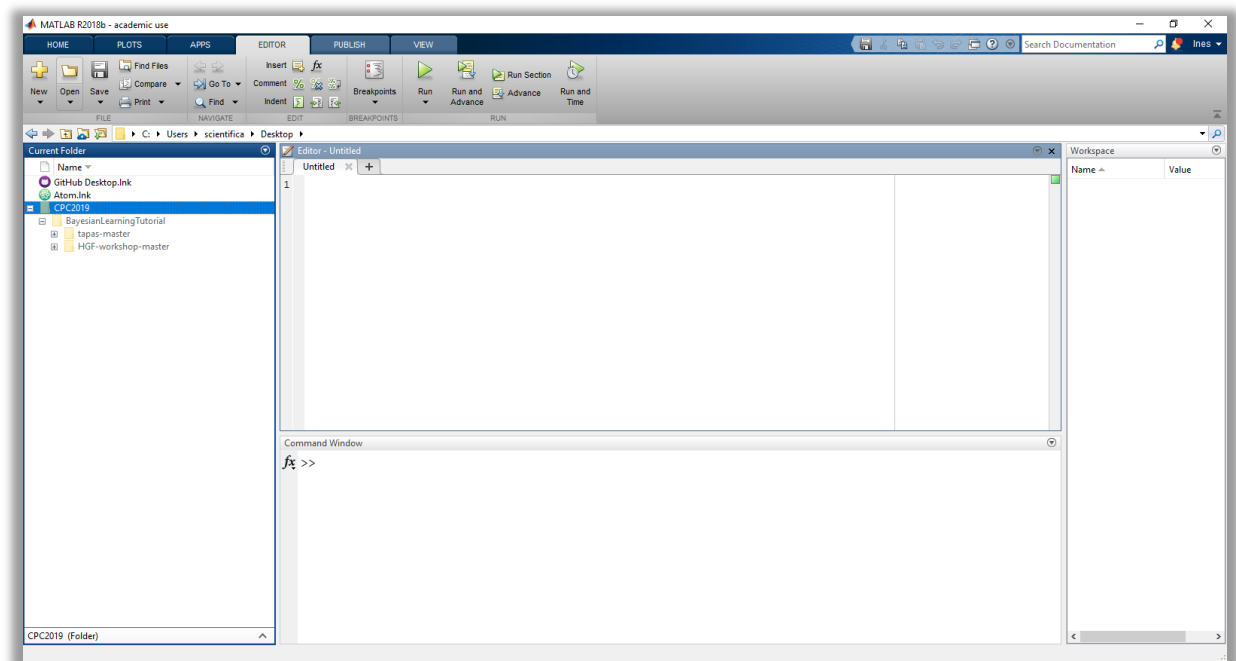 MATLAB R2018b - academic use
HOME PLOTS APPS EDITOR PUBLISH VIEW Search Documentation Ines
New Open Save Find Files Compare Print
FILE
Go To Find
NAVIGATE
Insert fx
Comment
Indent
EDIT
Breakpoints
BREAKPOINTS
Run Run and Advance Run Section Advance Run and Time
RUN
C: Users scientifica Desktop
Current Folder
Name
GitHub Desktop.lnk
Atom.lnk
CPC2019
BayesianLearningTutorial
tapas-master
HGF-workshop-master
CPC2019 (Folder)
Editor - Untitled
Untitled
1
Command Window
fx >>
Workspace
Name Value